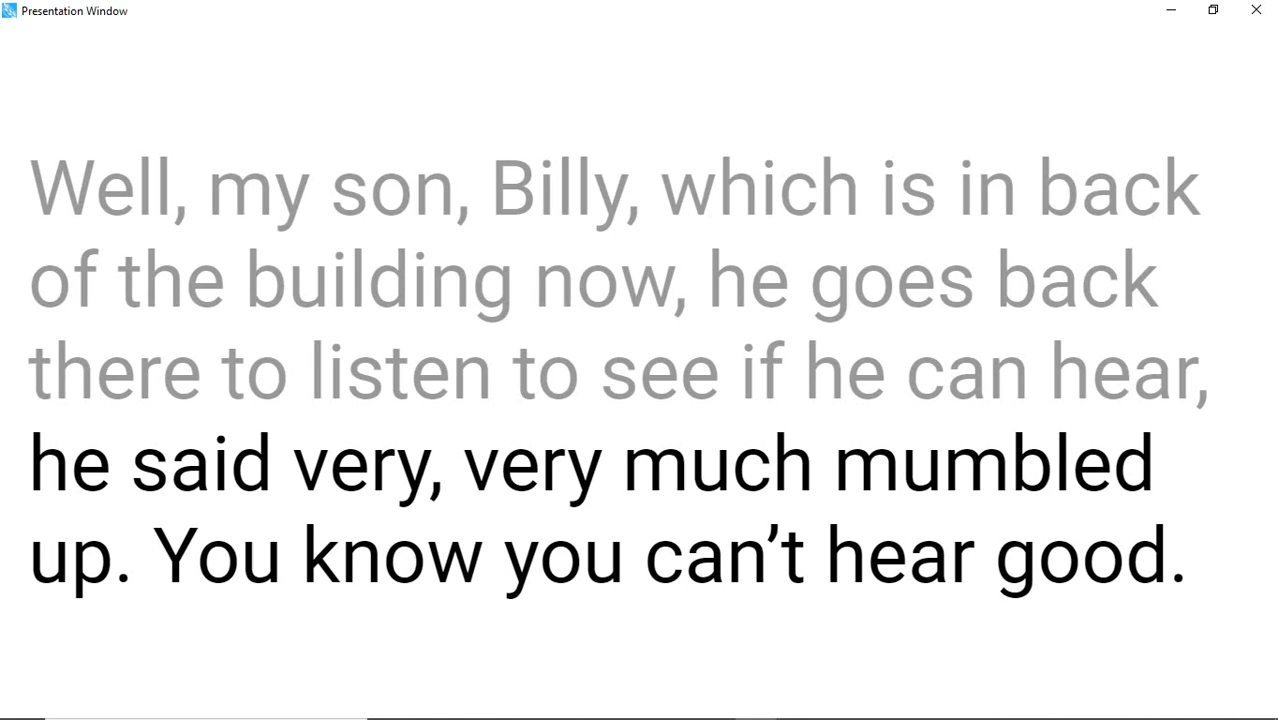 Presentation Window
Well, my son, Billy, which is in back
of the building now, he goes back
there to listen to see if he can hear,
he said very, very much mumbled
up. You know you can’t hear good.